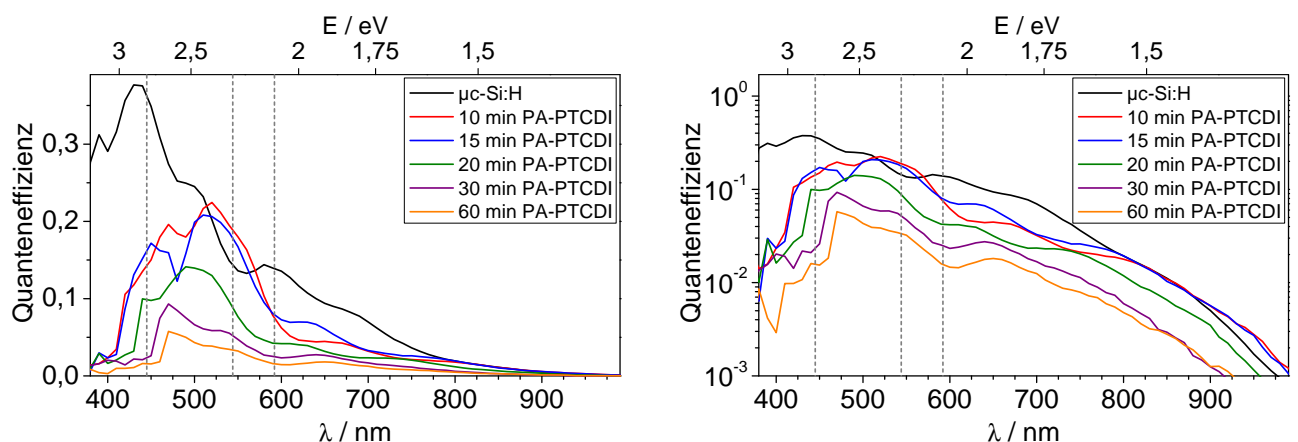 E / eV
3 2,5 2 1,75 1,5
Quanteneffizienz
0,3
0,2
0,1
0,0
µc-Si:H
10 min PA-PTCDI
15 min PA-PTCDI
20 min PA-PTCDI
30 min PA-PTCDI
60 min PA-PTCDI
400 500 600 700 800 900
λ / nm
E / eV
3 2,5 2 1,75 1,5
Quanteneffizienz
10⁰
10⁻¹
10⁻²
10⁻³
µc-Si:H
10 min PA-PTCDI
15 min PA-PTCDI
20 min PA-PTCDI
30 min PA-PTCDI
60 min PA-PTCDI
400 500 600 700 800 900
λ / nm